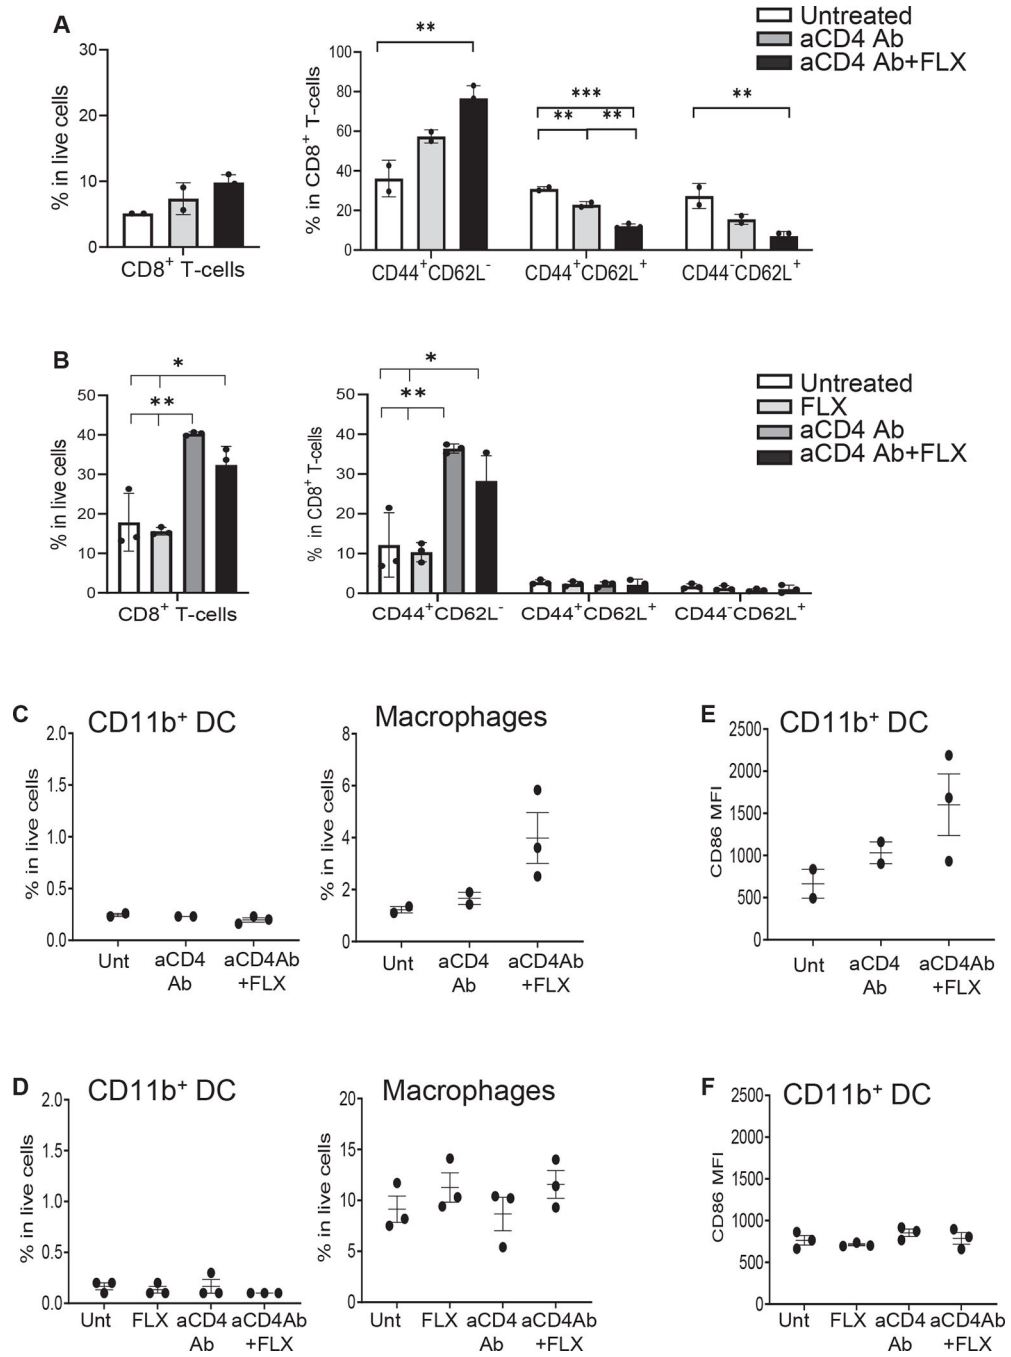 A
Untreated
aCD4 Ab
aCD4 Ab+FLX
% in live cells
30
20
10
0
CD8+ T-cells
% in CD8+ T-cells
100
80
60
40
20
0
**
***
** **
**
CD44+CD62L-
CD44+CD62L+
CD44-CD62L+
B
Untreated
FLX
aCD4 Ab
aCD4 Ab+FLX
% in live cells
50
40
30
20
10
0
*
**
CD8+ T-cells
% in CD8+ T-cells
50
40
30
20
10
0
*
**
CD44+CD62L-
CD44+CD62L+
CD44-CD62L+
C
CD11b+ DC
% in live cells
2.0
1.5
1.0
0.5
0.0
Unt
aCD4
Ab
aCD4Ab
+FLX
Macrophages
% in live cells
8
6
4
2
0
Unt
aCD4
Ab
aCD4Ab
+FLX
E
CD11b+ DC
CD86 MFI
2500
2000
1500
1000
500
0
Unt
aCD4
Ab
aCD4Ab
+FLX
D
CD11b+ DC
% in live cells
2.0
1.5
1.0
0.5
0.0
Unt
FLX
aCD4
Ab
aCD4Ab
+FLX
Macrophages
% in live cells
20
15
10
5
0
Unt
FLX
aCD4
Ab
aCD4Ab
+FLX
F
CD11b+ DC
CD86 MFI
2500
2000
1000
500
0
Unt
FLX
aCD4
Ab
aCD4Ab
+FLX